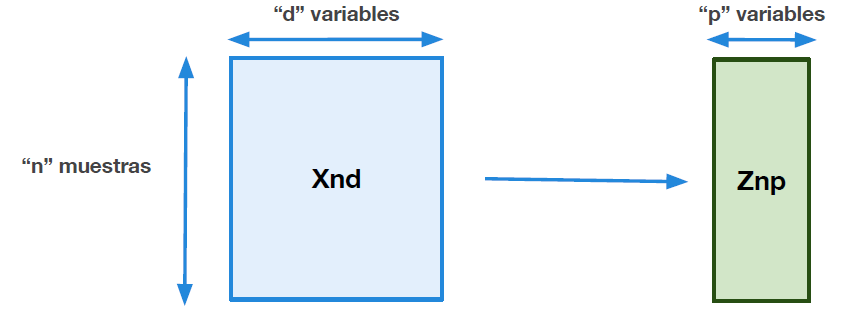 “d” variables
“p” variables
“n” muestras
Xnd
Znp